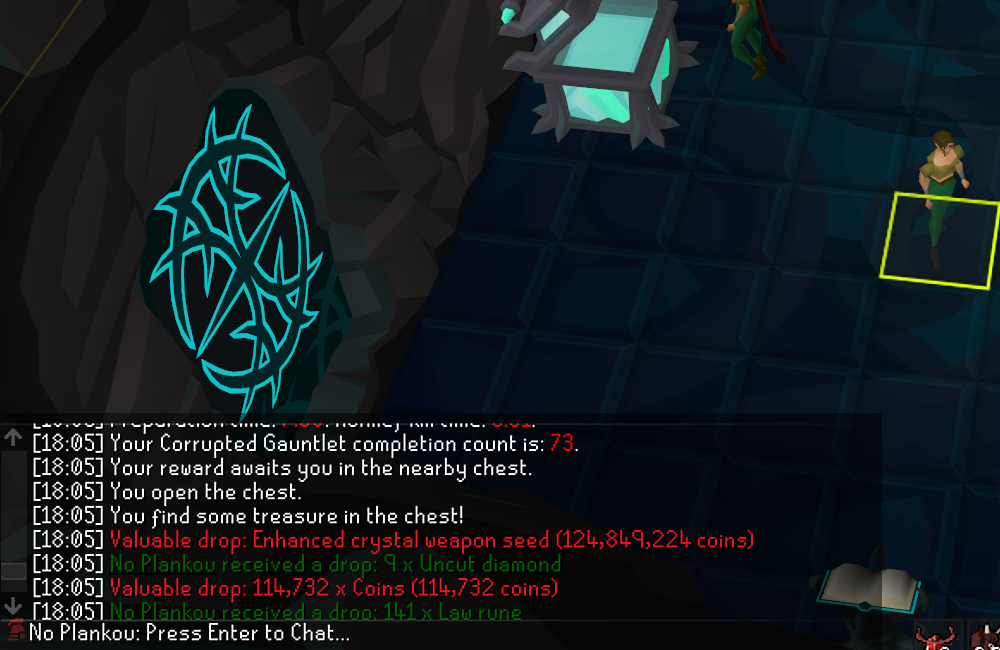 Preparation time:
[18:05] Your Corrupted Gauntlet completion count is: 73.
[18:05] Your reward awaits you in the nearby chest.
[18:05] You open the chest.
[18:05] You find some treasure in the chest!
[18:05] Valuable drop: Enhanced crystal weapon seed (124,849,224 coins)
[18:05] No Plankou received a drop: 9 x Uncut diamond
[18:05] Valuable drop: 114,732 x Coins (114,732 coins)
[18:05] No Plankou received a drop: 141 x Law rune
No Plankou: Press Enter to Chat...